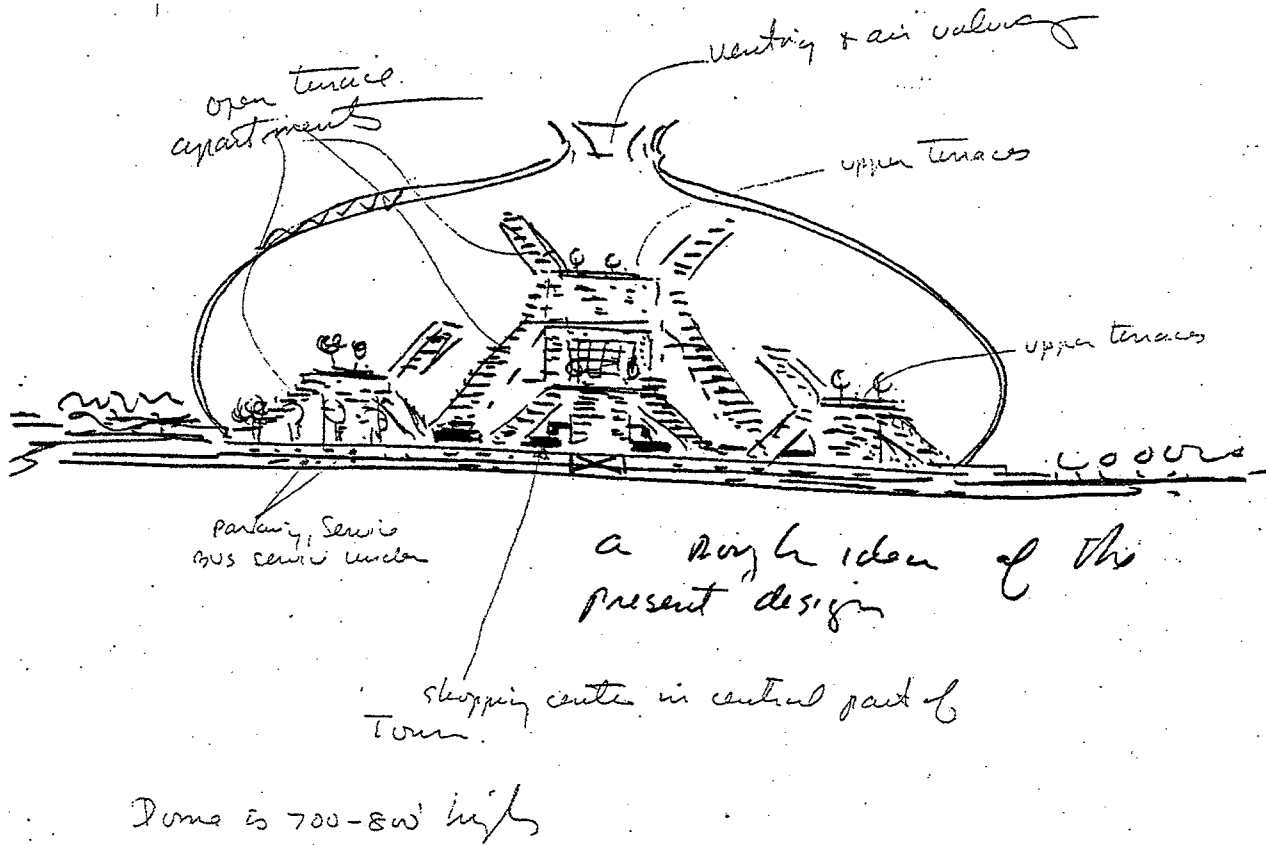 venting & air valving
open terrace
apartments
upper terraces
upper terraces
parking, service
BUS service under
a rough idea of the
present design
shopping center in central part of
Town.
Dome is 700-800' high